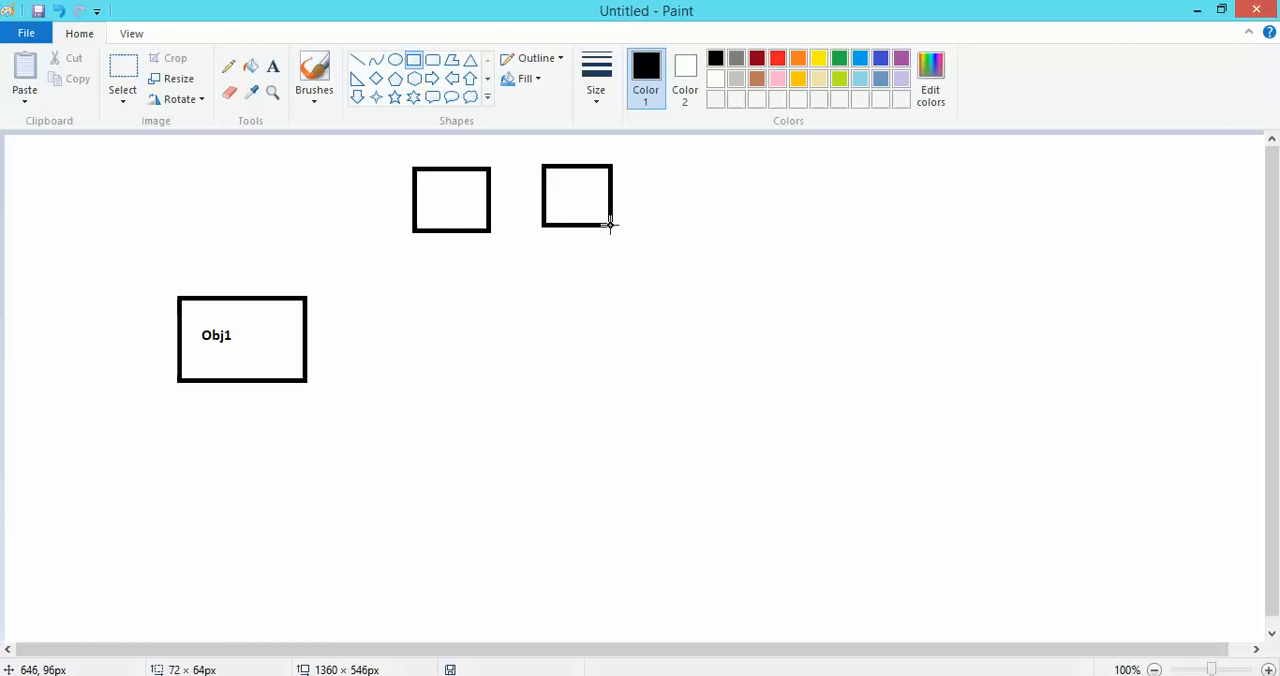 Untitled - Paint
File
Home
View
Paste
Cut
Copy
Clipboard
Select
Crop
Resize
Rotate
Image
A
Tools
Brushes
Shapes
Outline
Fill
Size
Color 1
Color 2
Edit colors
Colors
Obj1
646, 96px
72 × 64px
1360 × 546px
100%